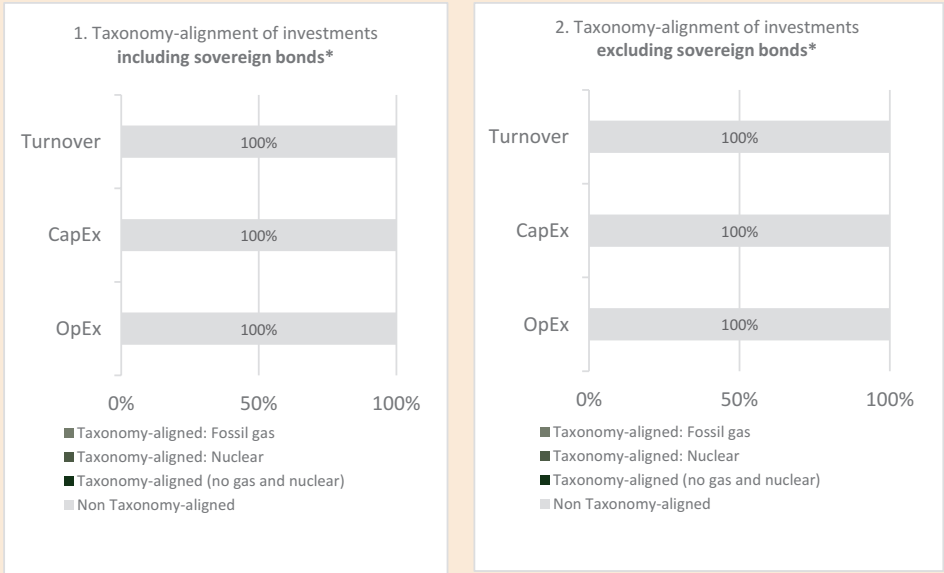 1. Taxonomy-alignment of investments
including sovereign bonds*
Turnover
100%
CapEx
100%
OpEx
100%
0%
50%
100%
Taxonomy-aligned: Fossil gas
Taxonomy-aligned: Nuclear
Taxonomy-aligned (no gas and nuclear)
Non Taxonomy-aligned
2. Taxonomy-alignment of investments
excluding sovereign bonds*
Turnover
100%
CapEx
100%
OpEx
100%
0%
50%
100%
Taxonomy-aligned: Fossil gas
Taxonomy-aligned: Nuclear
Taxonomy-aligned (no gas and nuclear)
Non Taxonomy-aligned